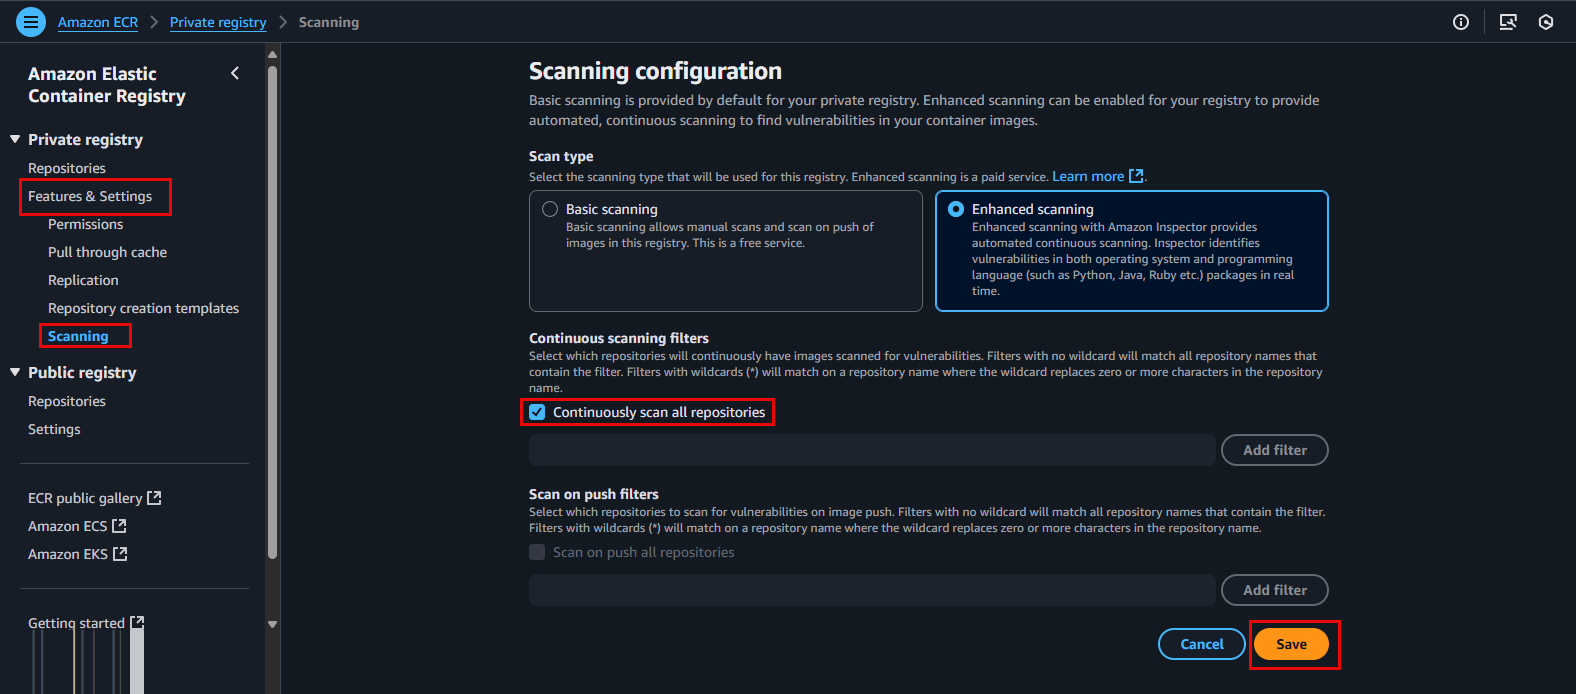 Amazon ECR > Private registry > Scanning
Amazon Elastic
Container Registry
Private registry
Repositories
Features & Settings
Permissions
Pull through cache
Replication
Repository creation templates
Scanning
Public registry
Repositories
Settings
ECR public gallery
Amazon ECS
Amazon EKS
Getting started
Scanning configuration
Basic scanning is provided by default for your private registry. Enhanced scanning can be enabled for your registry to provide
automated, continuous scanning to find vulnerabilities in your container images.
Scan type
Select the scanning type that will be used for this registry. Enhanced scanning is a paid service. Learn more.
Basic scanning
Basic scanning allows manual scans and scan on push of
images in this registry. This is a free service.
Enhanced scanning
Enhanced scanning with Amazon Inspector provides
automated continuous scanning. Inspector identifies
vulnerabilities in both operating system and programming
language (such as Python, Java, Ruby etc.) packages in real
time.
Continuous scanning filters
Select which repositories will continuously have images scanned for vulnerabilities. Filters with no wildcard will match all repository names that
contain the filter. Filters with wildcards (*) will match on a repository name where the wildcard replaces zero or more characters in the repository
name.
Continuously scan all repositories
Add filter
Scan on push filters
Select which repositories to scan for vulnerabilities on image push. Filters with no wildcard will match all repository names that contain the filter.
Filters with wildcards (*) will match on a repository name where the wildcard replaces zero or more characters in the repository name.
Scan on push all repositories
Add filter
Cancel
Save